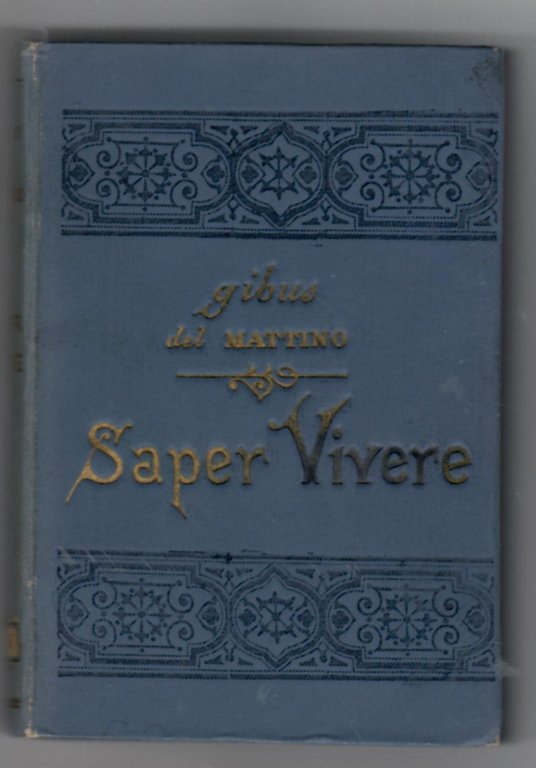 gibus
del MATTINO
Saper Vivere